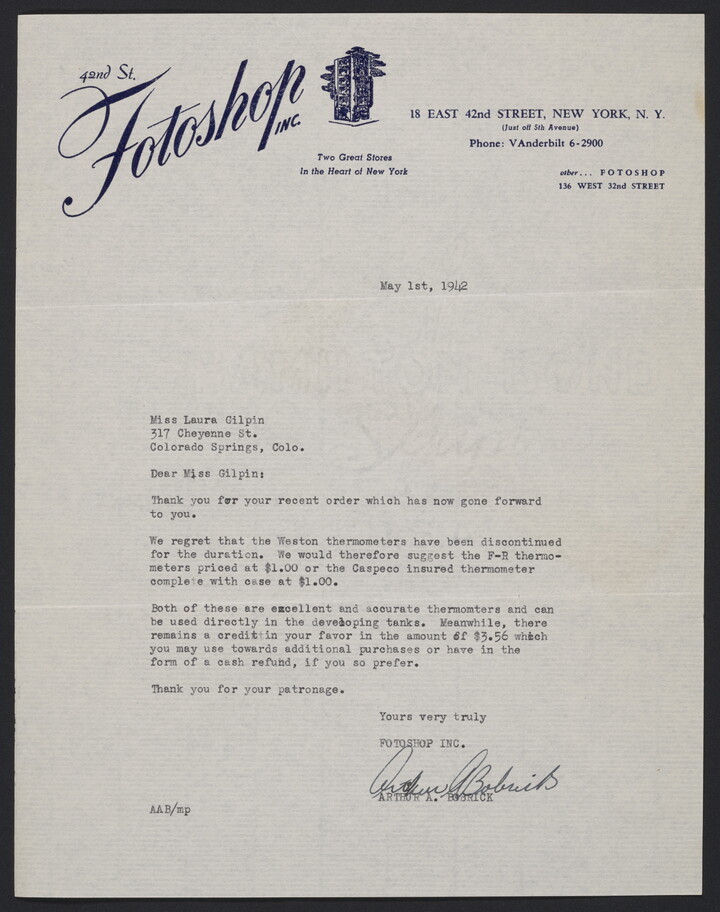 42nd St.
Fotoshop INC.
Two Great Stores
In the Heart of New York
18 EAST 42nd STREET, NEW YORK, N. Y.
(Just off 5th Avenue)
Phone: VAnderbilt 6-2900
other... FOTOSHOP
136 WEST 32nd STREET
May 1st, 1942
Miss Laura Gilpin
317 Cheyenne St.
Colorado Springs, Colo.
Dear Miss Gilpin:
Thank you for your recent order which has now gone forward
to you.
We regret that the Weston thermometers have been discontinued
for the duration. We would therefore suggest the F-R thermo-
meters priced at $1.00 or the Caspeco insured thermometer
complete with case at $1.00.
Both of these are excellent and accurate thermomters and can
be used directly in the developing tanks. Meanwhile, there
remains a credit in your favor in the amount of $3.56 which
you may use towards additional purchases or have in the
form of a cash refund, if you so prefer.
Thank you for your patronage.
Yours very truly
FOTOSHOP INC.
Arthur A Bobrick
ARTHUR A. BOBRICK
AAB/mp